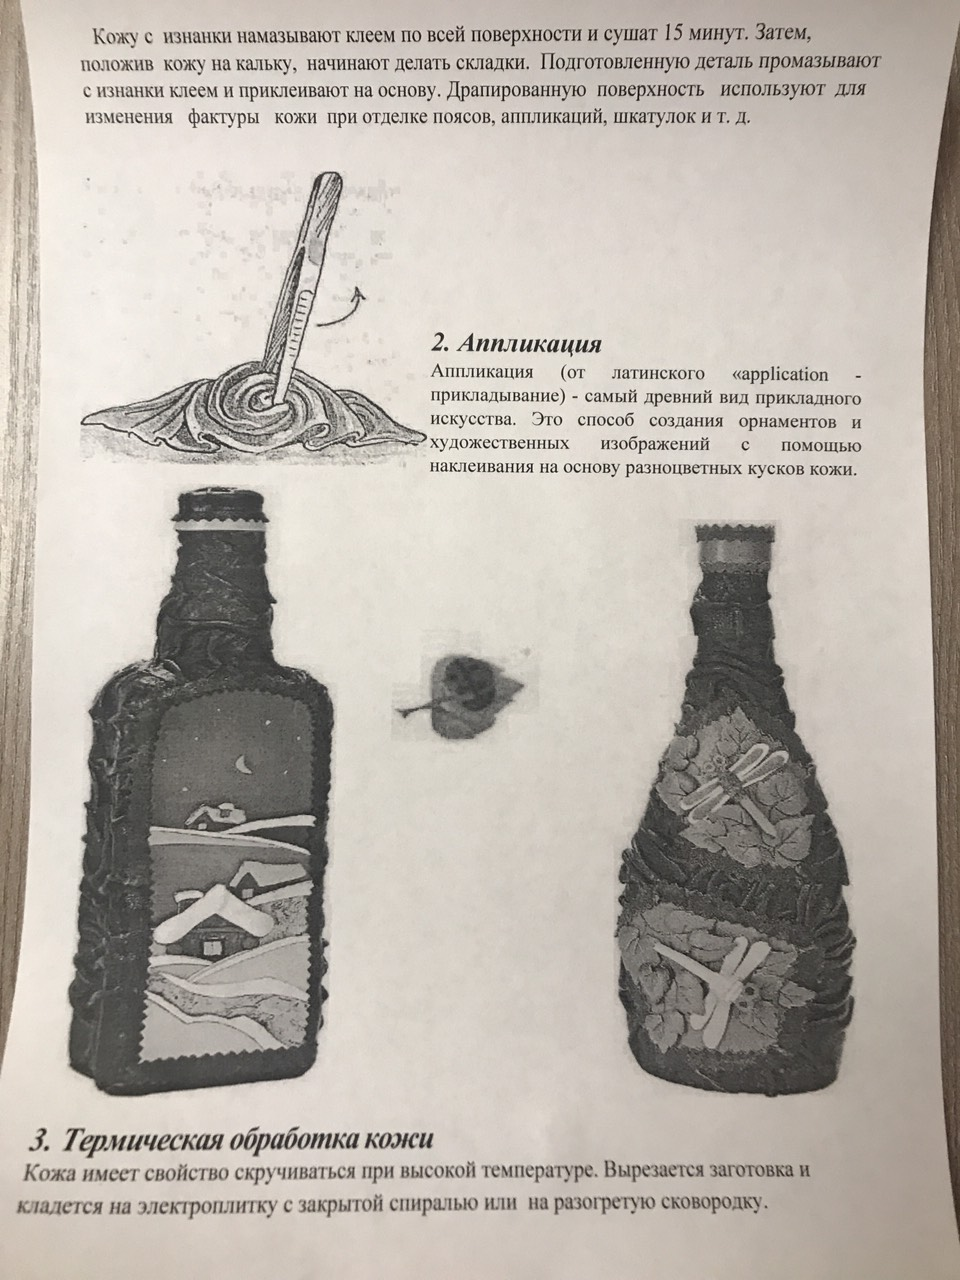 Кожу с изнанки намазывают клеем по всей поверхности и сушат 15 минут. Затем,
положив кожу на кальку, начинают делать складки. Подготовленную деталь промазывают
с изнанки клеем и приклеивают на основу. Драпированную поверхность используют для
изменения фактуры кожи при отделке поясов, аппликаций, шкатулок и т. д.
2. Аппликация
Аппликация (от латинского «application -
прикладывание) - самый древний вид прикладного
искусства. Это способ создания орнаментов и
художественных изображений с помощью
наклеивания на основу разноцветных кусков кожи.
3. Термическая обработка кожи
Кожа имеет свойство скручиваться при высокой температуре. Вырезается заготовка и
кладется на электроплитку с закрытой спиралью или на разогретую сковородку.